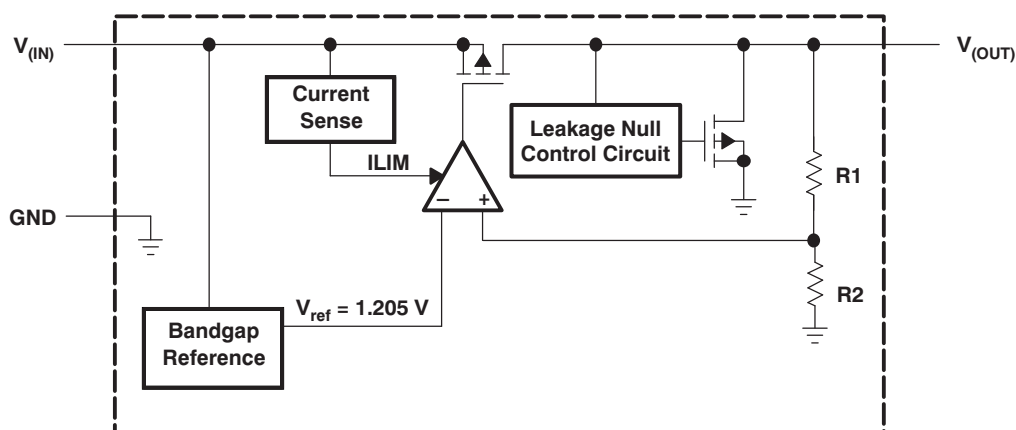 V(IN)
V(OUT)
Current
Sense
Leakage Null
Control Circuit
ILIM
R1
− +
GND
R2
Vref = 1.205 V
Bandgap
Reference